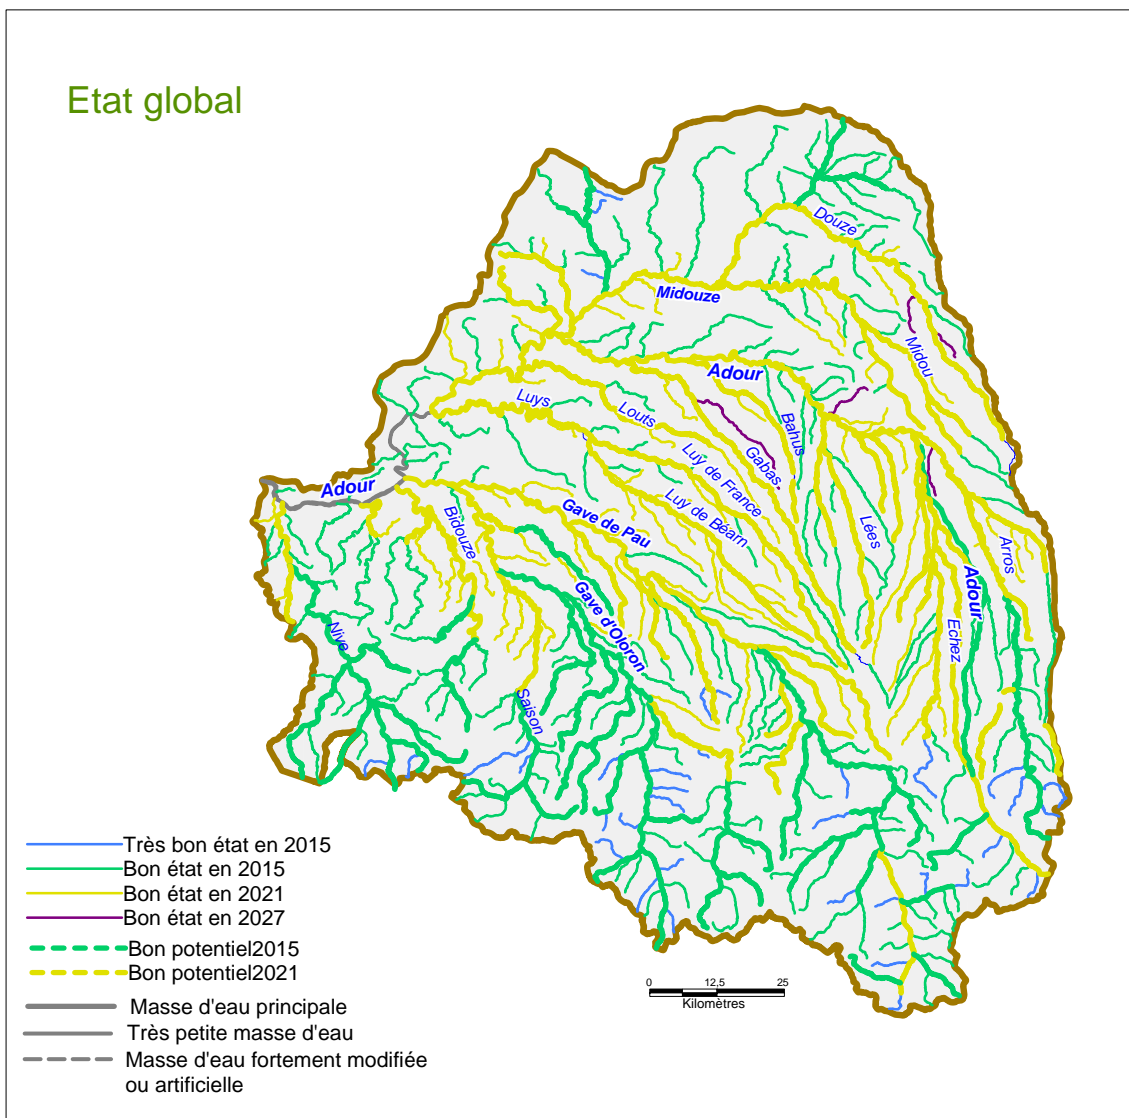 Etat global
Douze
Midouze
Midou
Adour
Luys
Louts
Bahus
Gabas
Luy de France
Adour
Luy de Béarn
Gave de Pau
Bidouze
Lées
Arros
Adour
Gave d'Oloron
Echez
Nive
Saison
Très bon état en 2015
Bon état en 2015
Bon état en 2021
Bon état en 2027
Bon potentiel2015
Bon potentiel2021
Masse d'eau principale
Très petite masse d'eau
Masse d'eau fortement modifiée
ou artificielle
0 12,5 25
Kilomètres